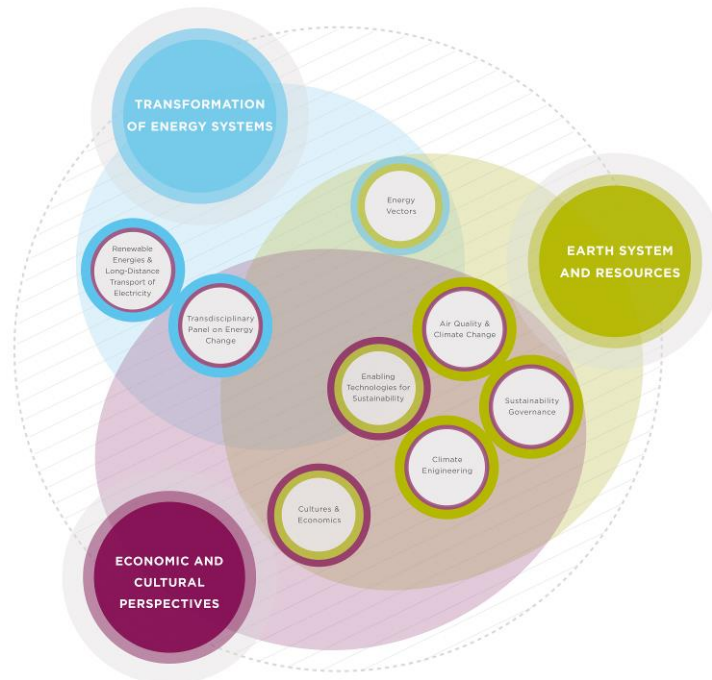 TRANSFORMATION
OF ENERGY SYSTEMS
Energy
Vectors
EARTH SYSTEM
AND RESOURCES
Renewable
Energies &
Long-Distance
Transport of
Electricity
Transdisciplinary
Panel on Energy
Change
Air Quality &
Climate Change
Enabling
Technologies for
Sustainability
Sustainability
Governance
Climate
Enigineering
Cultures &
Economics
ECONOMIC AND
CULTURAL
PERSPECTIVES